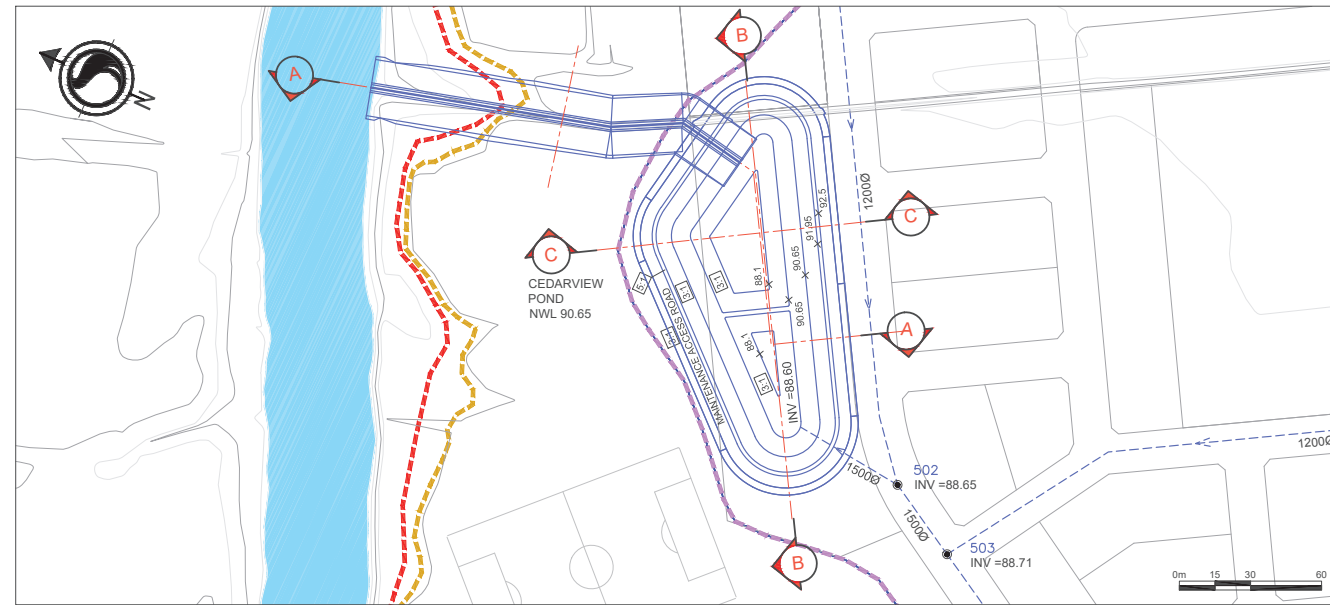 N
A
B
C
CEDARVIEW
POND
NWL 90.65
5:1
3:1
3:1
MAINTENANCE ACCESS ROAD
3:1
88.1
90.65
90.65
91.95
92.5
1200Ø
C
A
88.1
3:1
INV =88.60
1500Ø
502
INV =88.65
1500Ø
503
INV =88.71
1200Ø
B
0m 15 30 60